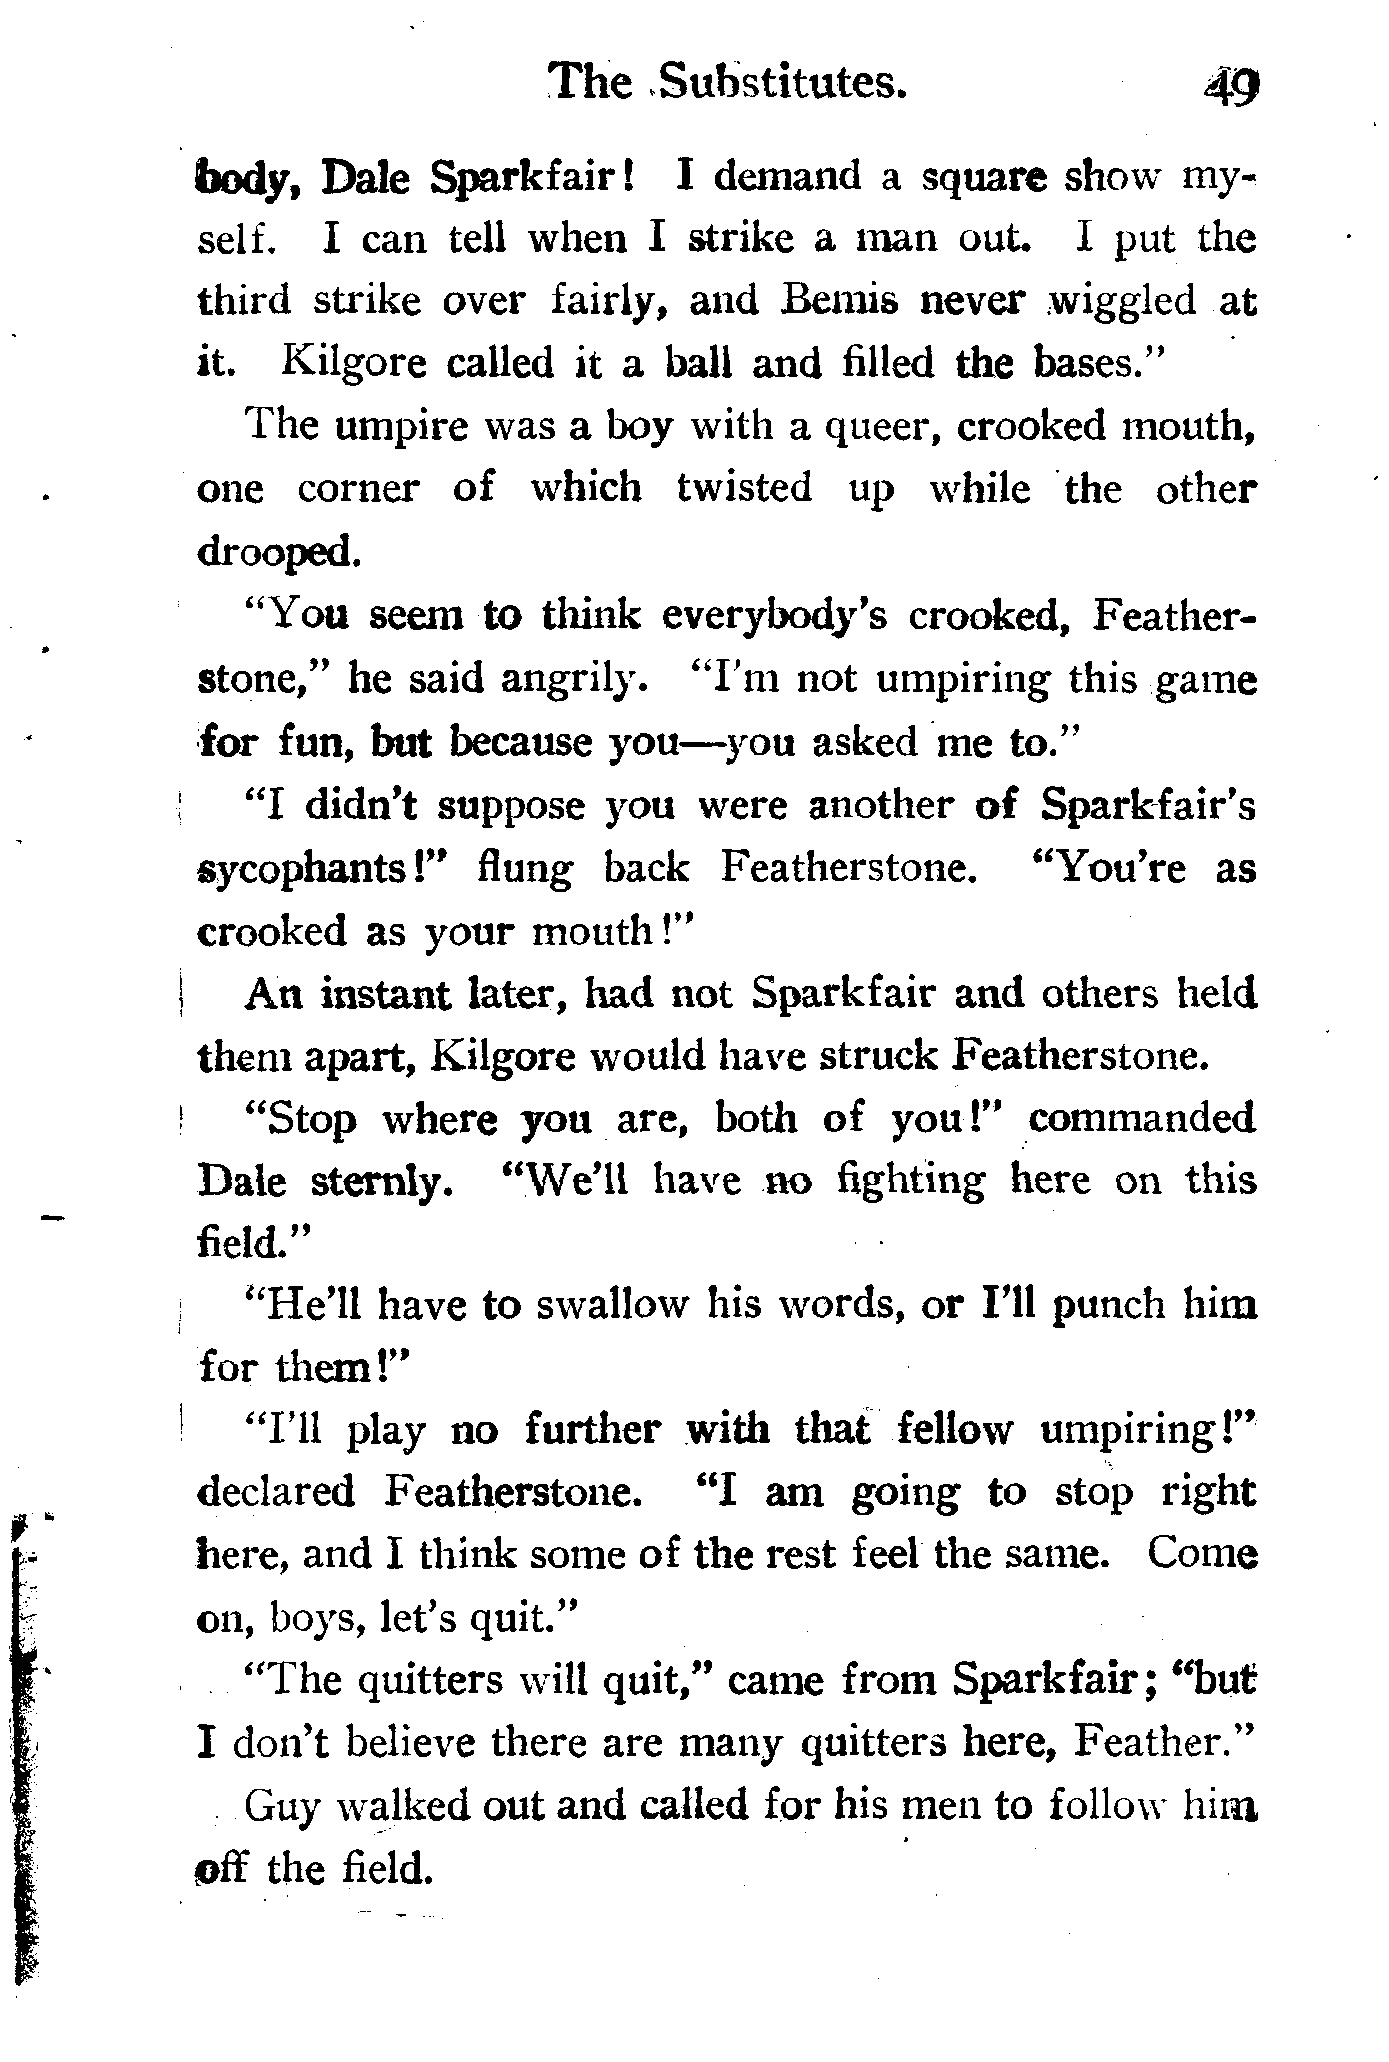 The Substitutes. 49
body, Dale Sparkfair! I demand a square show my-
self. I can tell when I strike a man out. I put the
third strike over fairly, and Bemis never wiggled at
it. Kilgore called it a ball and filled the bases."
The umpire was a boy with a queer, crooked mouth,
one corner of which twisted up while the other
drooped.
"You seem to think everybody's crooked, Feather-
stone," he said angrily. "I'm not umpiring this game
for fun, but because you—you asked me to."
"I didn't suppose you were another of Sparkfair's
sycophants!" flung back Featherstone. "You're as
crooked as your mouth!"
An instant later, had not Sparkfair and others held
them apart, Kilgore would have struck Featherstone.
"Stop where you are, both of you!" commanded
Dale sternly. "We'll have no fighting here on this
field."
"He'll have to swallow his words, or I'll punch him
for them!"
"I'll play no further with that fellow umpiring!"
declared Featherstone. "I am going to stop right
here, and I think some of the rest feel the same. Come
on, boys, let's quit."
"The quitters will quit," came from Sparkfair; "but
I don't believe there are many quitters here, Feather."
Guy walked out and called for his men to follow him
off the field.